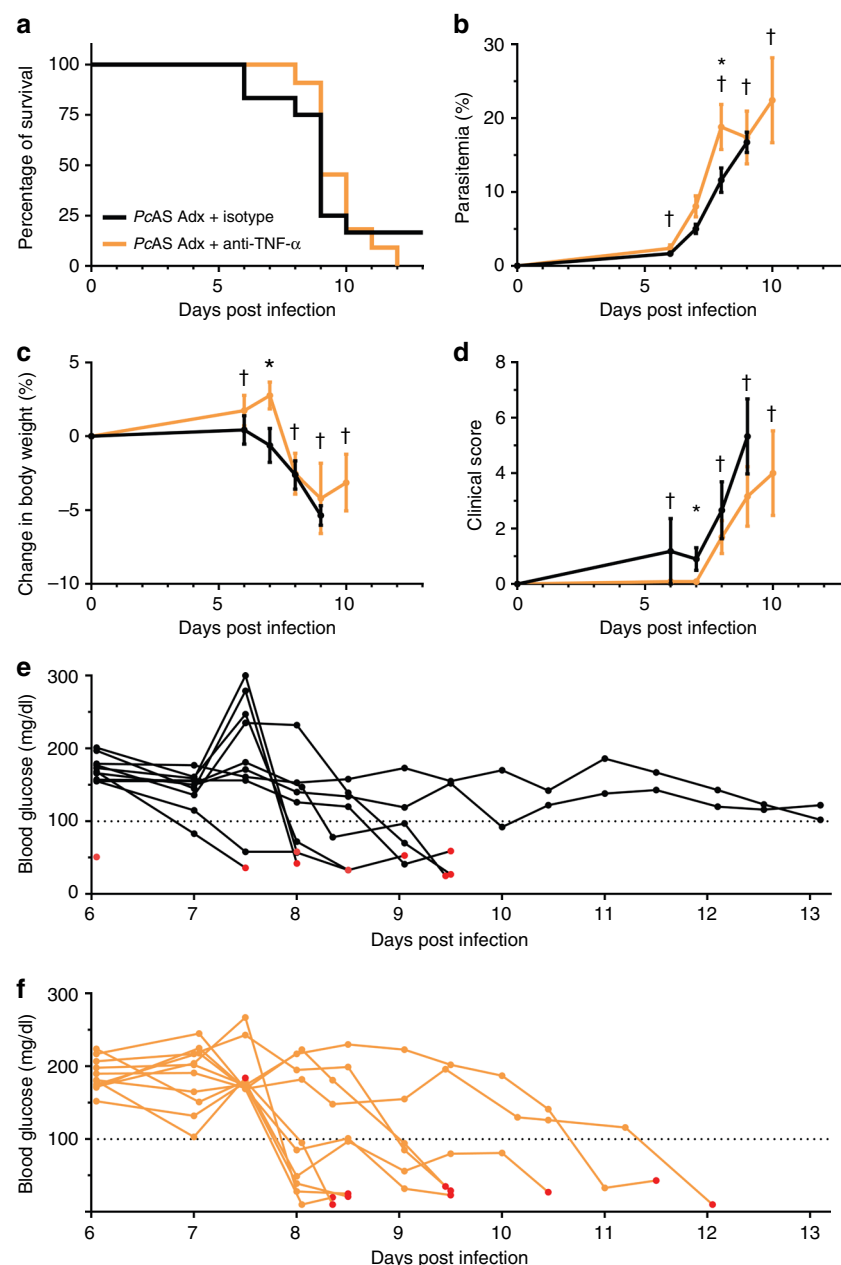 a
Percentage of survival
100
75
50
25
0
PcAS Adx + isotype
PcAS Adx + anti-TNF-α
0 5 10
Days post infection
b
Parasitemia (%)
30
20
10
0
† * † † †
0 5 10
Days post infection
c
Change in body weight (%)
5
0
−5
−10
† * † † †
0 5 10
Days post infection
d
Clinical score
8
6
4
2
0
† * † † †
0 5 10
Days post infection
e
Blood glucose (mg/dl)
300
200
100
0
6 7 8 9 10 11 12 13
Days post infection
f
Blood glucose (mg/dl)
300
200
100
0
6 7 8 9 10 11 12 13
Days post infection